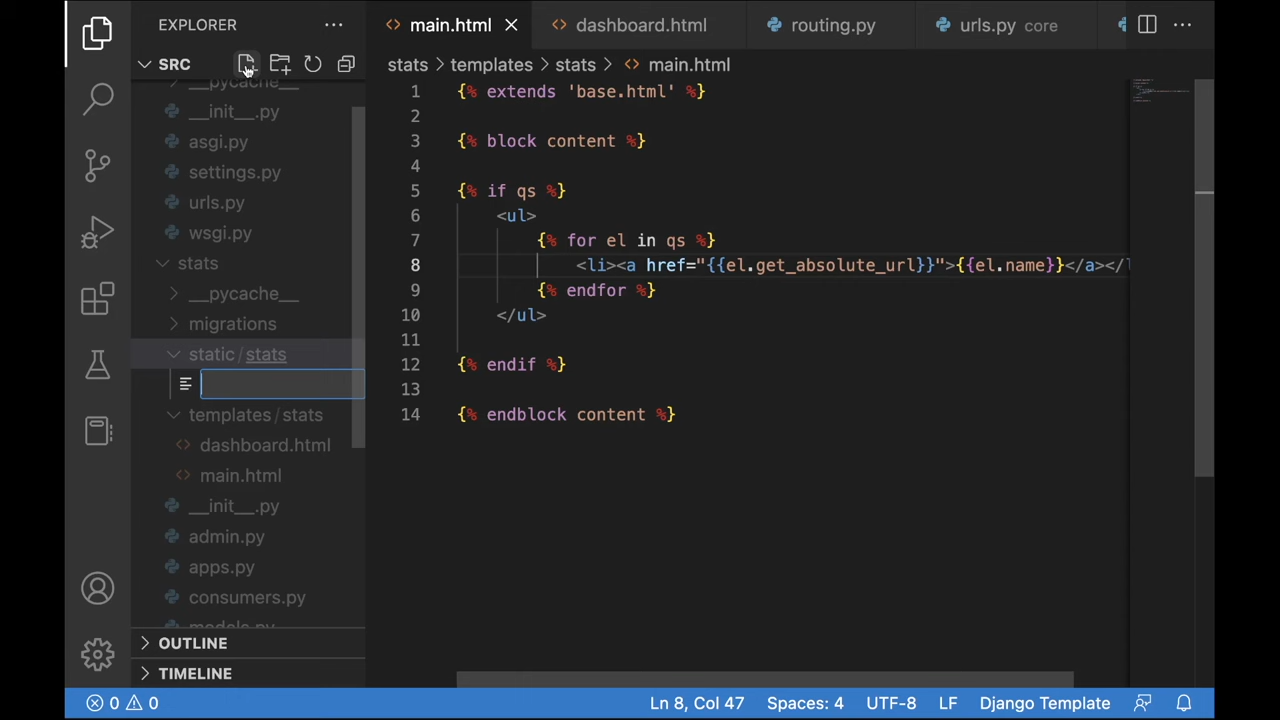 EXPLORER
SRC
__pycache__
__init__.py
asgi.py
settings.py
urls.py
wsgi.py
stats
__pycache__
migrations
static/stats
templates/stats
dashboard.html
main.html
__init__.py
admin.py
apps.py
consumers.py
models.py
OUTLINE
TIMELINE
main.html
dashboard.html
routing.py
urls.py core
stats > templates > stats > main.html
1 {% extends 'base.html' %}
2
3 {% block content %}
4
5 {% if qs %}
6 <ul>
7 {% for el in qs %}
8 <li><a href="{{el.get_absolute_url}}">{{el.name}}</a></l
9 {% endfor %}
10 </ul>
11
12 {% endif %}
13
14 {% endblock content %}
0 0
Ln 8, Col 47
Spaces: 4
UTF-8
LF
Django Template